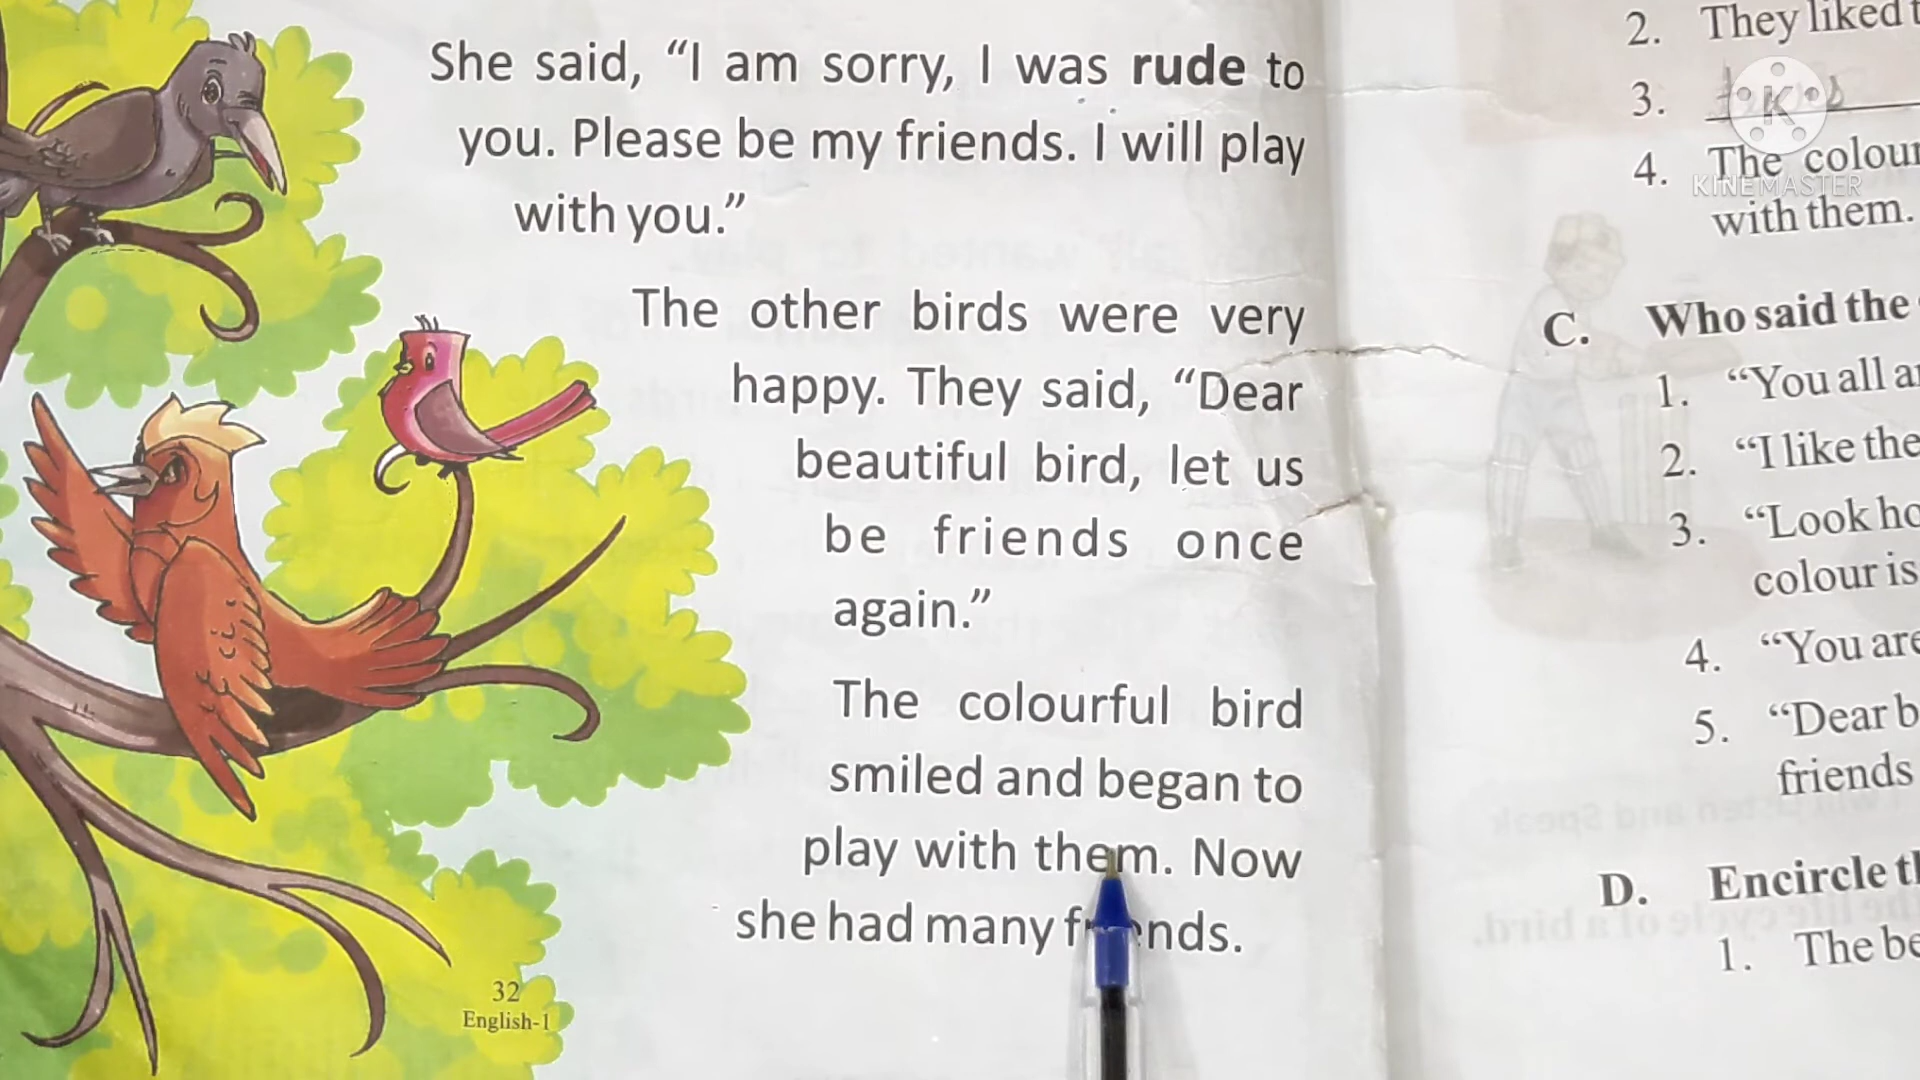 She said, “I am sorry, I was rude to
you. Please be my friends. I will play
with you.”
The other birds were very
happy. They said, “Dear
beautiful bird, let us
be friends once
again.”
The colourful bird
smiled and began to
play with them. Now
she had many friends.
32
English-1
2. They liked
3.
4. The colour
with them.
C. Who said the
1. “You all
2. “I like the
3. “Look
colour is
4. “You are
5. “Dear
friends
D. Encircle
1. The
K
KINEMASTER